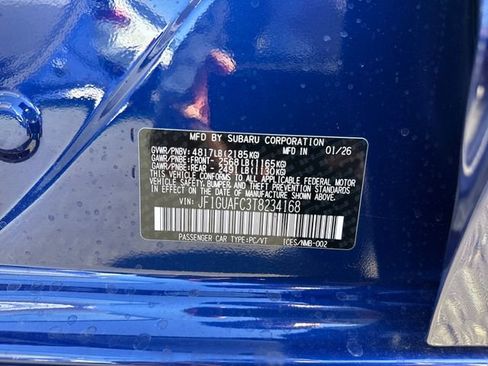 MFD BY SUBARU CORPORATION
GVWR/PNBV: 4817LB(2185KG) MFD IN 01/26
GAWR/PNBE:FRONT- 2568LB(1165KG)
GAWR/PNBE:REAR - 2491LB(1130KG)
THIS VEHICLE CONFORMS TO ALL APPLICABLE FEDERAL MOTOR
VEHICLE SAFETY, BUMPER, AND THEFT PREVENTION STANDARDS
IN EFFECT ON THE DATE OF MANUFACTURE SHOWN ABOVE.
VIN: JF1GUAFC3T8234168
PASSENGER CAR TYPE:PC/VT ICES/NMB-002